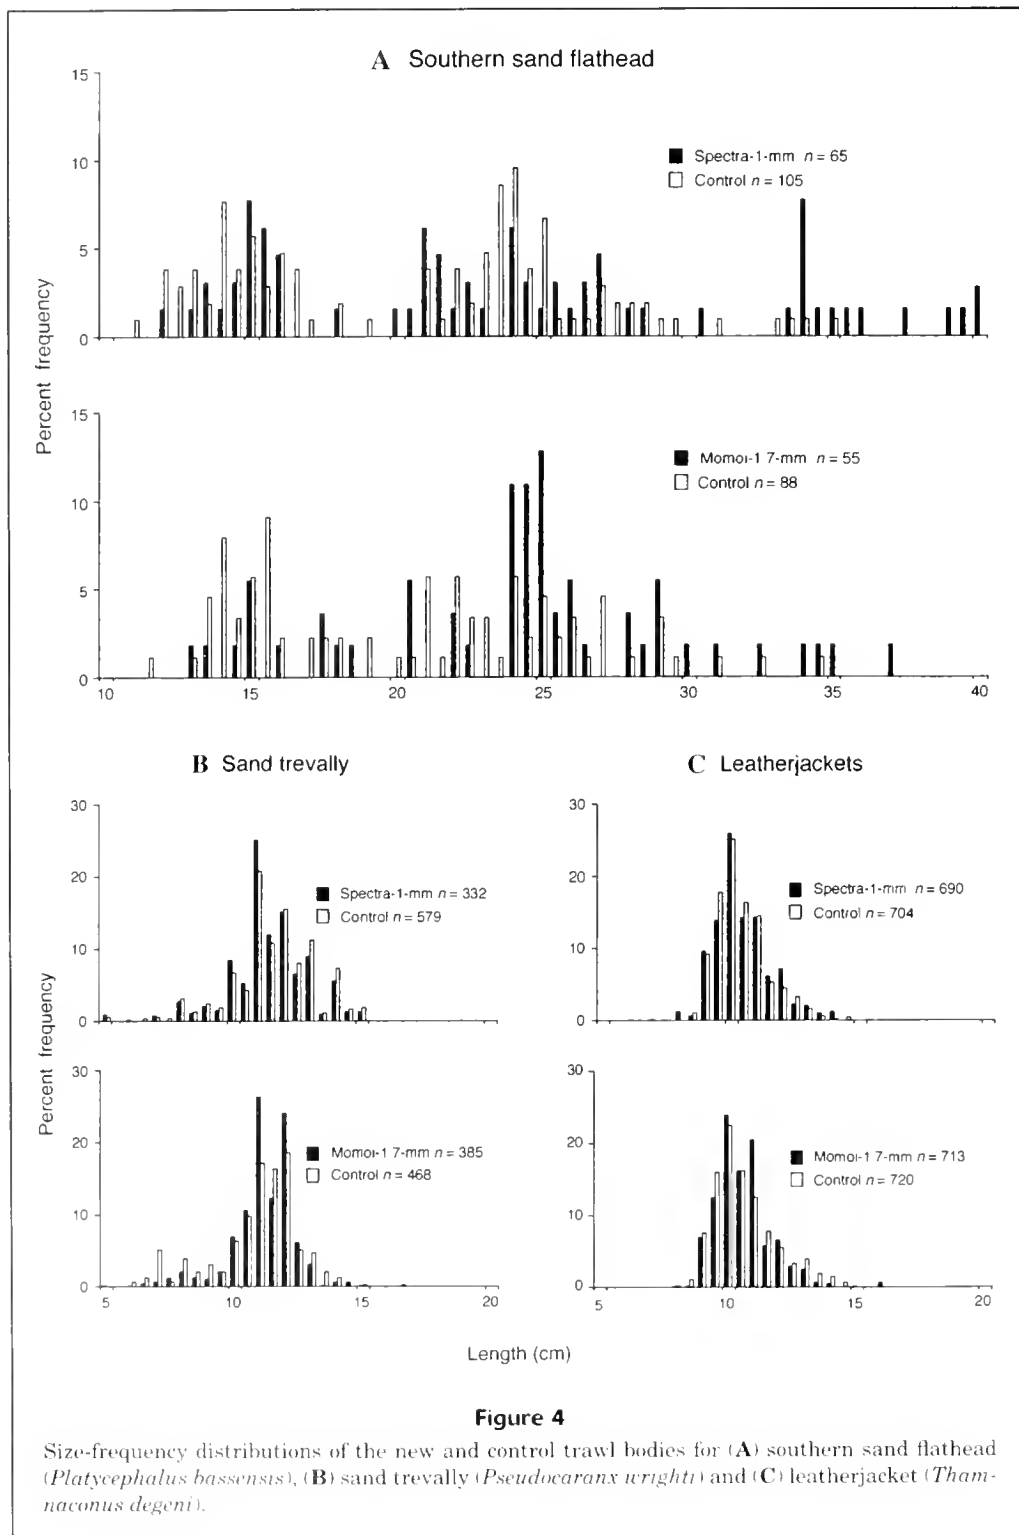 A Southern sand flathead
15
10
5
0
Spectra-1-mm n = 65
Control n = 105
Percent frequency
15
10
5
0
Momoi-1 7-mm n = 55
Control n = 88
10 15 20 25 30 35 40
B Sand trevally
30
20
10
0
Spectra-1-mm n = 332
Control n = 579
C Leatherjackets
30
20
10
0
Spectra-1-mm n = 690
Control n = 704
Percent frequency
30
20
10
0
Momoi-1 7-mm n = 385
Control n = 468
5 10 15 20
30
20
10
0
Momoi-1 7-mm n = 713
Control n = 720
5 10 15 20
Length (cm)
Figure 4
Size-frequency distributions of the new and control trawl bodies for (A) southern sand flathead
(Platycephalus bassensis), (B) sand trevally (Pseudocaranx wrighti) and (C) leatherjacket (Tham-
naconus degeni).